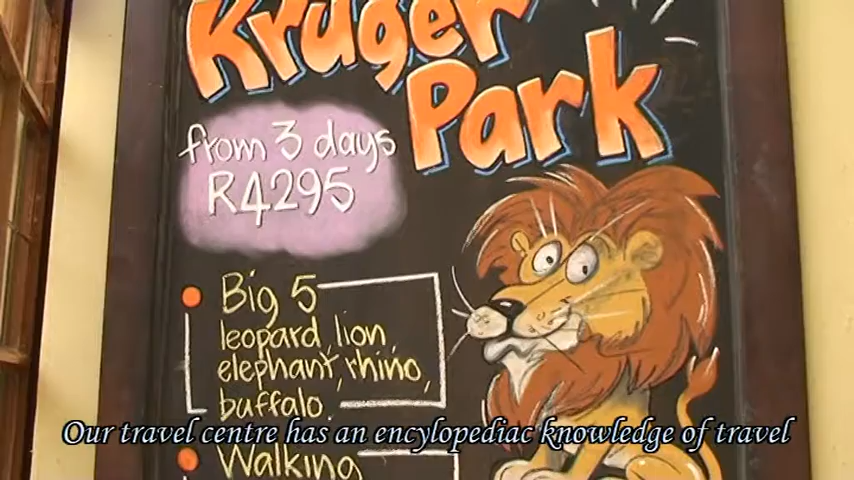 Kruger
Park
from 3 days
R4295
Big 5
leopard, lion,
elephant, rhino,
buffalo.
Our travel centre has an encylopediac knowledge of travel
Walking